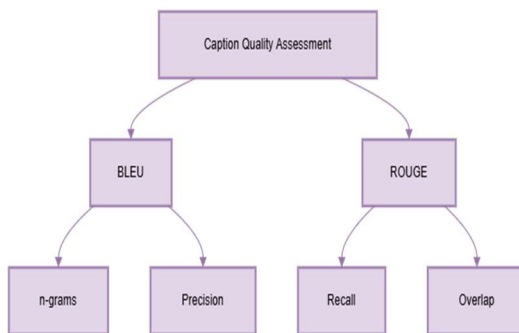 Caption Quality Assessment
BLEU
ROUGE
n-grams
Precision
Recall
Overlap